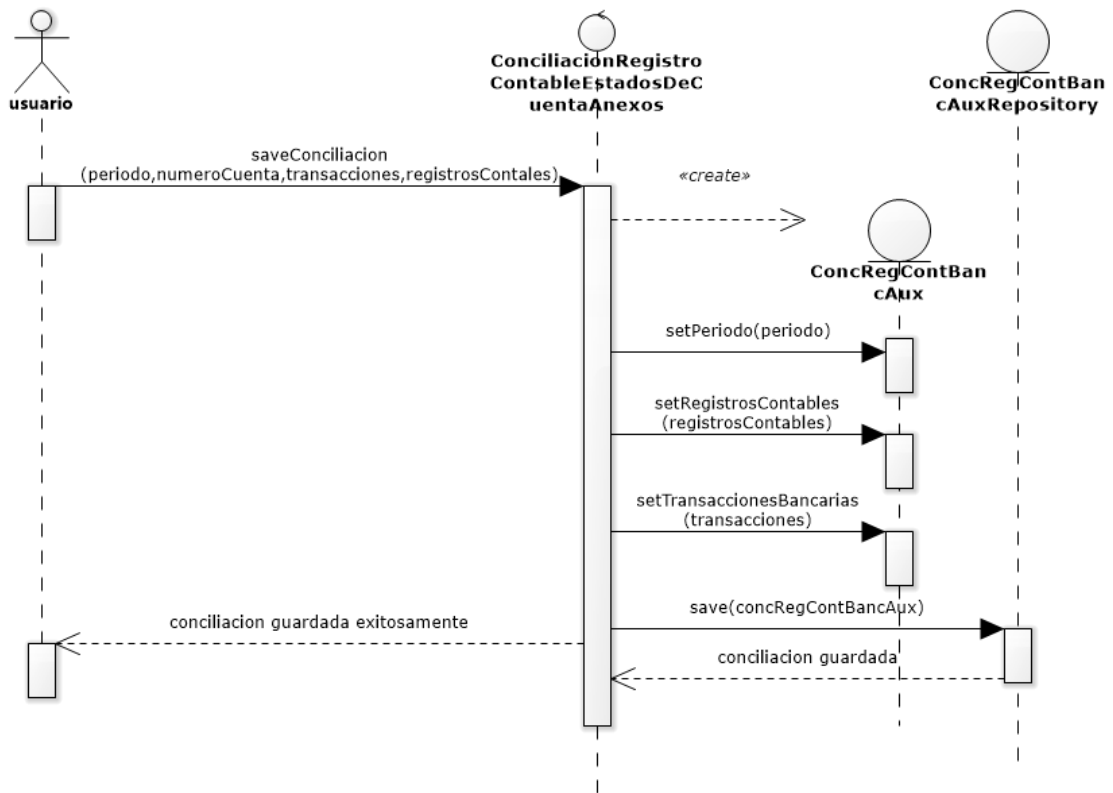 usuario
ConciliacionRegistro
ContableEstadosDeC
uentaAnexos
ConcRegContBan
cAuxRepository
saveConciliacion
(periodo,numeroCuenta,transacciones,registrosContales)
«create»
ConcRegContBan
cAux
setPeriodo(periodo)
setRegistrosContables
(registrosContables)
setTransaccionesBancarias
(transacciones)
save(concRegContBancAux)
conciliacion guardada exitosamente
conciliacion guardada